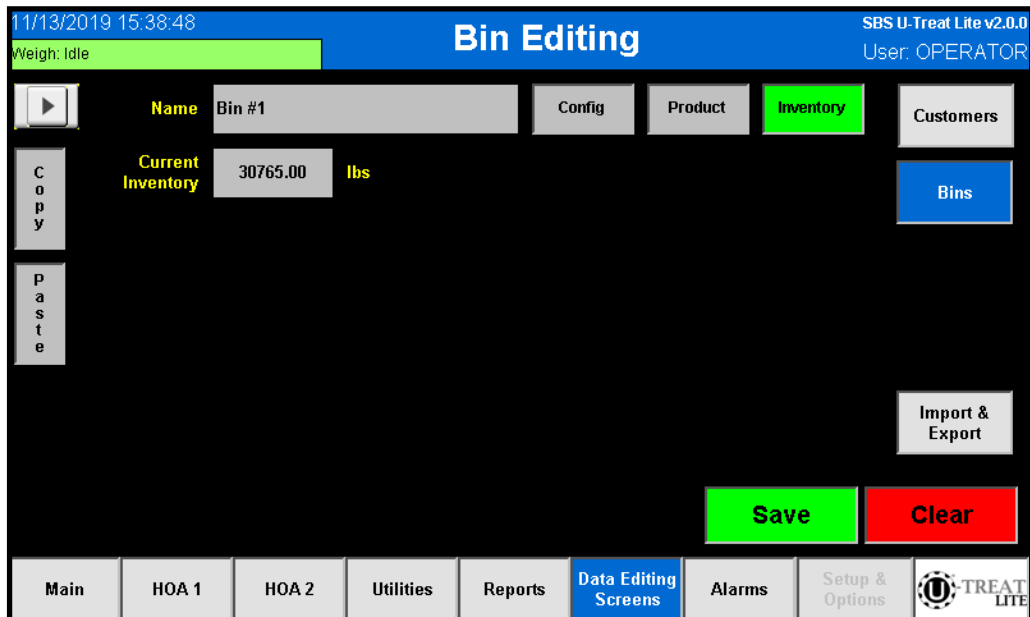 11/13/2019 15:38:48
Bin Editing
SBS U-Treat Lite v2.0.0
Weigh: Idle
User: OPERATOR
Name
Bin #1
Config
Product
Inventory
Customers
Current
Inventory
30765.00
lbs
Copy
Bins
Paste
Import &
Export
Save
Clear
Main
HOA 1
HOA 2
Utilities
Reports
Data Editing
Screens
Alarms
Setup &
Options
U-TREAT
LITE